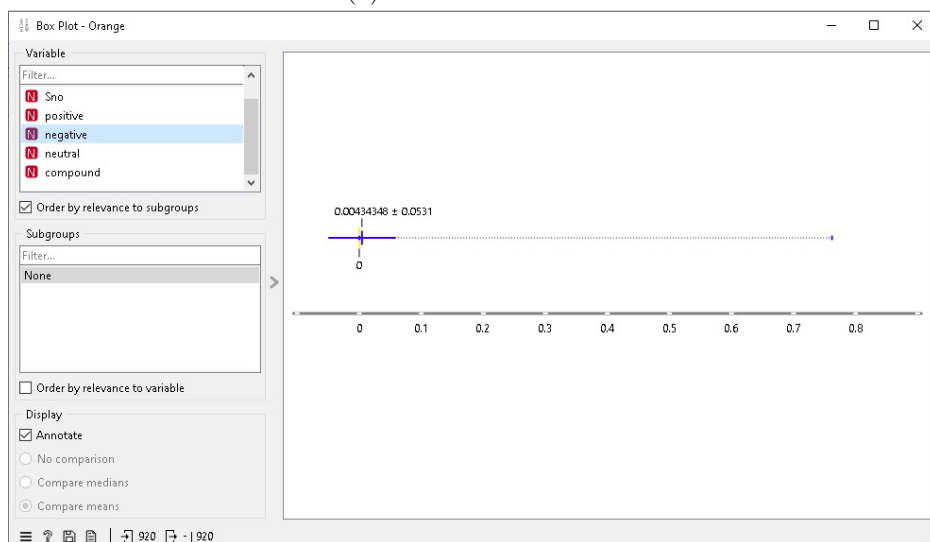 Box Plot - Orange
Variable
Filter...
N Sno
N positive
N negative
N neutral
N compound
Order by relevance to subgroups
Subgroups
Filter...
None
Order by relevance to variable
Display
Annotate
No comparison
Compare medians
Compare means
920 - | 920
0.00434348 ± 0.0531
0
0 0.1 0.2 0.3 0.4 0.5 0.6 0.7 0.8